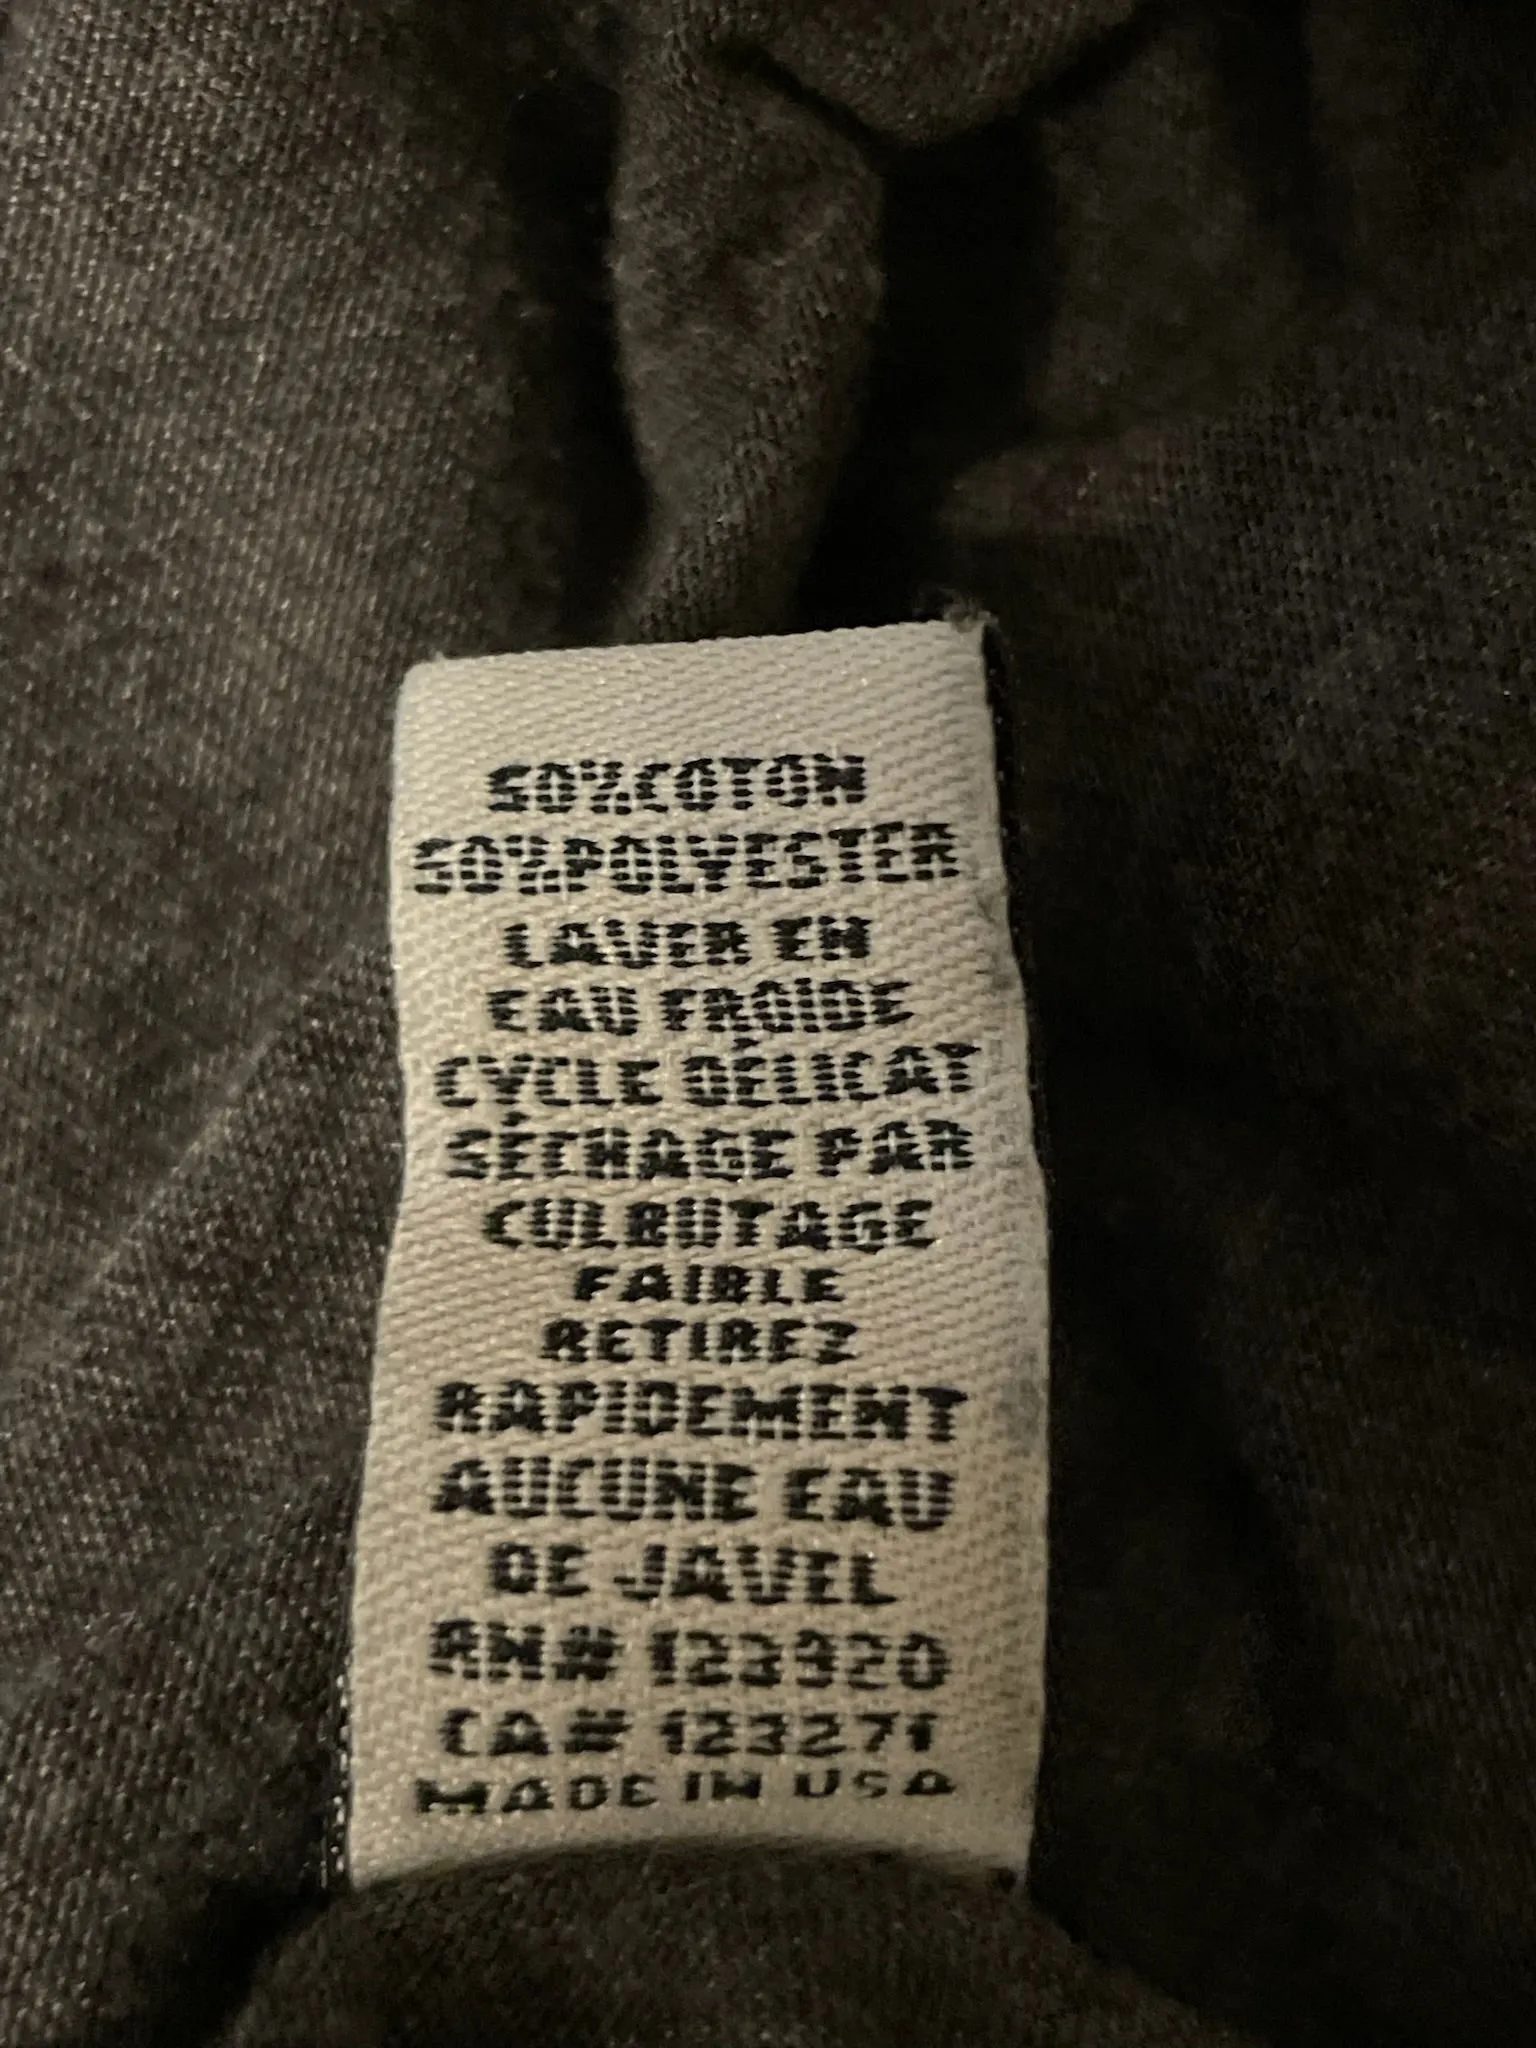 50%COTON
50%POLYESTER
LAVER EN
EAU FROIDE
CYCLE DÉLICAT
SÉCHAGE PAR
CULBUTAGE
FAIBLE
RETIREZ
RAPIDEMENT
AUCUNE EAU
DE JAVEL
RN# 123320
CA# 123271
MADE IN USA